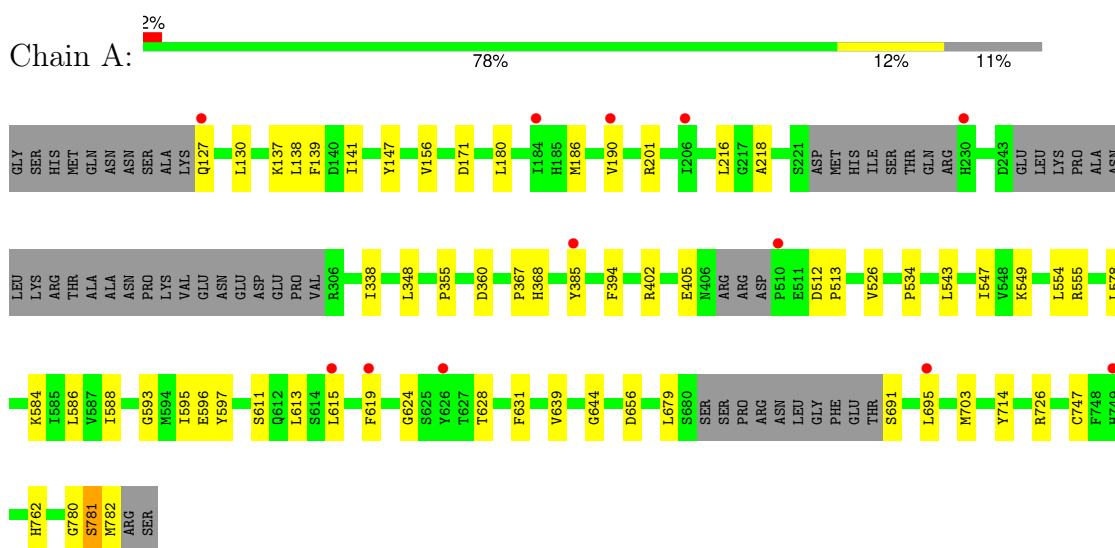 2%
Chain A:
78% 12% 11%
GLY SER HIS MET GLN ASN ASN SER ALA LYS Q127 L130 K137 L138 F139 D140 I141 Y147 V156 D171 L180 I184 H185 M186 V190 R201 I206 L216 G217 A218 S221 ASP MET HIS ILE SER THR GLN ARG H230 D243 GLU LEU LYS PRO ALA ASN
LEU LYS ARG THR ALA ALA ASN PRO LYS VAL GLU ASN GLU ASP GLU PRO VAL R306 I338 L348 P355 D360 P367 H368 Y385 F394 R402 E405 N406 ARG ARG ASP P510 E511 D512 P513 V526 P534 L543 I547 V548 K549 L554 R555 L578
K584 I585 L586 V587 I588 G593 M594 I595 E596 Y597 S611 Q612 L613 S614 L615 F619 G624 S625 Y626 T627 T628 F631 V639 G644 D656 L679 S680 SER SER PRO ARG ASN LEU GLY PHE GLU THR S691 L695 M703 Y714 R726 C747 F748 H749
H762 G780 S781 M782 ARG SER